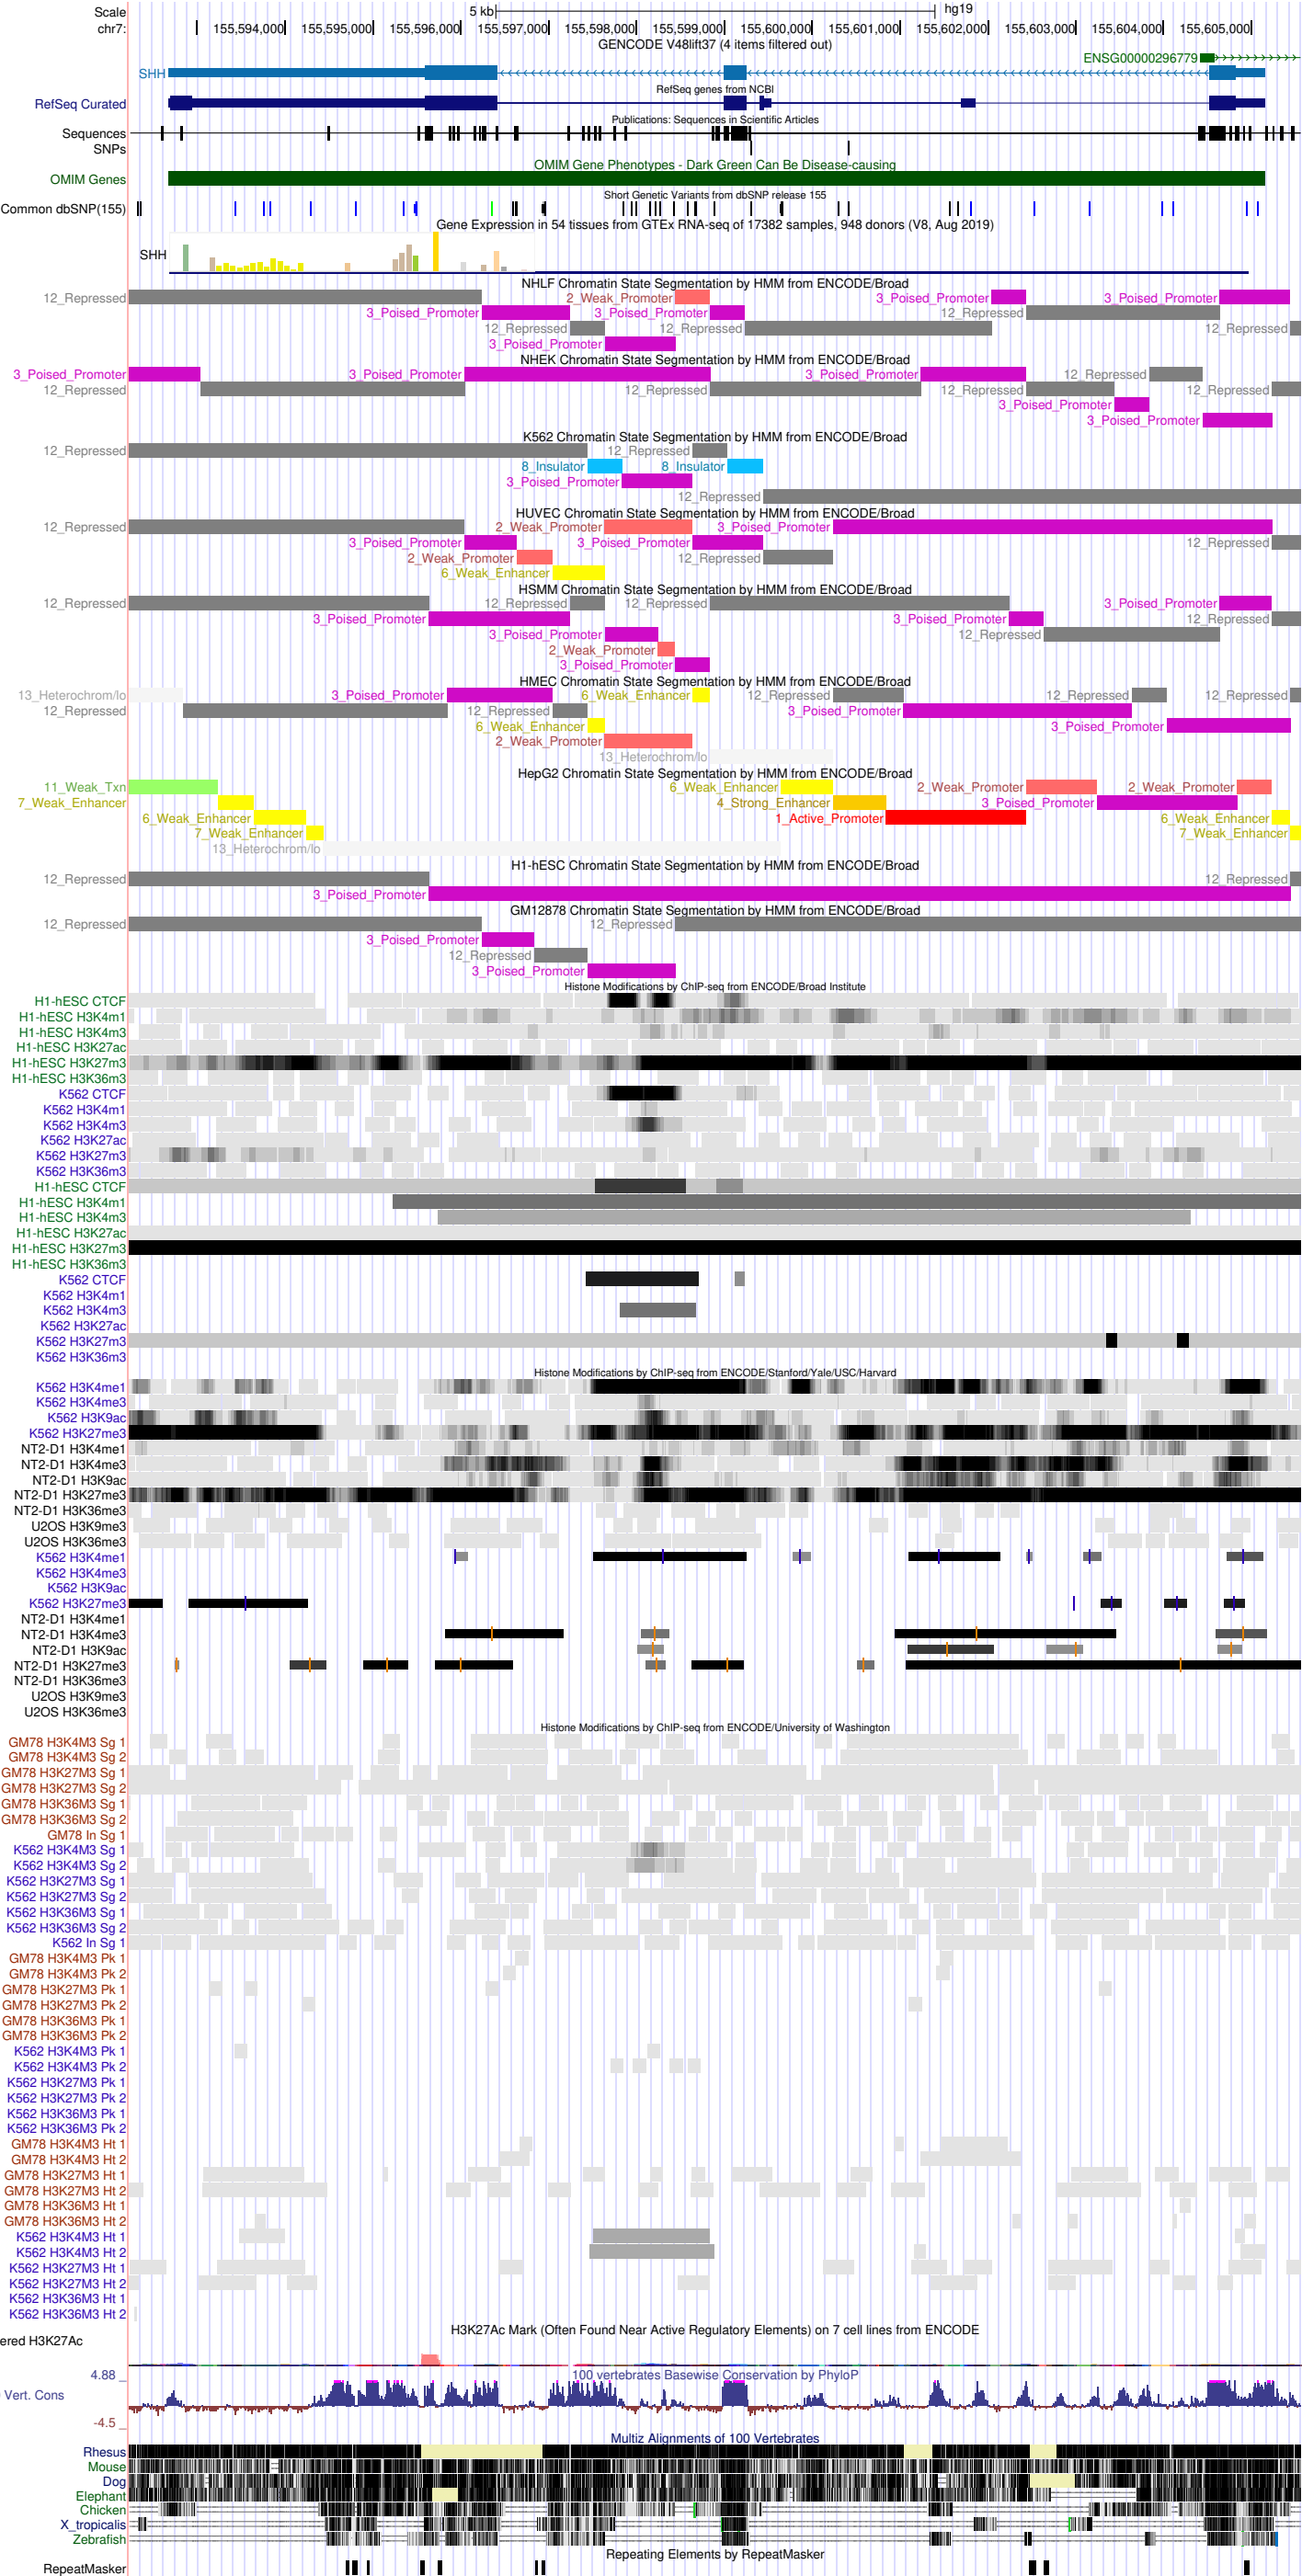 Scale 5 kb hg19
chr7: 155,594,000 155,595,000 155,596,000 155,597,000 155,598,000 155,599,000 155,600,000 155,601,000 155,602,000 155,603,000 155,604,000 155,605,000
GENCODE V48lift37 (4 items filtered out)
ENSG00000296779
SHH
RefSeq genes from NCBI
RefSeq Curated
Publications: Sequences in Scientific Articles
Sequences
SNPs
OMIM Gene Phenotypes - Dark Green Can Be Disease-causing
OMIM Genes
Short Genetic Variants from dbSNP release 155
Common dbSNP(155)
Gene Expression in 54 tissues from GTEx RNA-seq of 17382 samples, 948 donors (V8, Aug 2019)
SHH
NHLF Chromatin State Segmentation by HMM from ENCODE/Broad
12_Repressed 2_Weak_Promoter 3_Poised_Promoter 3_Poised_Promoter
3_Poised_Promoter 3_Poised_Promoter 12_Repressed
12_Repressed 12_Repressed 12_Repressed
3_Poised_Promoter
NHEK Chromatin State Segmentation by HMM from ENCODE/Broad
3_Poised_Promoter 3_Poised_Promoter 3_Poised_Promoter 12_Repressed
12_Repressed 12_Repressed 12_Repressed 12_Repressed
3_Poised_Promoter
3_Poised_Promoter
K562 Chromatin State Segmentation by HMM from ENCODE/Broad
12_Repressed 12_Repressed
8_Insulator 8_Insulator
3_Poised_Promoter
12_Repressed
HUVEC Chromatin State Segmentation by HMM from ENCODE/Broad
12_Repressed 2_Weak_Promoter 3_Poised_Promoter
3_Poised_Promoter 3_Poised_Promoter 12_Repressed
2_Weak_Promoter 12_Repressed
6_Weak_Enhancer
HSMM Chromatin State Segmentation by HMM from ENCODE/Broad
12_Repressed 12_Repressed 12_Repressed 3_Poised_Promoter
3_Poised_Promoter 3_Poised_Promoter 12_Repressed
3_Poised_Promoter 12_Repressed
2_Weak_Promoter
3_Poised_Promoter
HMEC Chromatin State Segmentation by HMM from ENCODE/Broad
13_Heterochrom/lo 3_Poised_Promoter 6_Weak_Enhancer 12_Repressed 12_Repressed 12_Repressed
12_Repressed 12_Repressed 3_Poised_Promoter
6_Weak_Enhancer 3_Poised_Promoter
2_Weak_Promoter
13_Heterochrom/lo
HepG2 Chromatin State Segmentation by HMM from ENCODE/Broad
11_Weak_Txn 6_Weak_Enhancer 2_Weak_Promoter 2_Weak_Promoter
7_Weak_Enhancer 4_Strong_Enhancer 3_Poised_Promoter
6_Weak_Enhancer 1_Active_Promoter 6_Weak_Enhancer
7_Weak_Enhancer 7_Weak_Enhancer
13_Heterochrom/lo
H1-hESC Chromatin State Segmentation by HMM from ENCODE/Broad
12_Repressed 12_Repressed
3_Poised_Promoter
GM12878 Chromatin State Segmentation by HMM from ENCODE/Broad
12_Repressed 12_Repressed
3_Poised_Promoter
12_Repressed
3_Poised_Promoter
Histone Modifications by ChIP-seq from ENCODE/Broad Institute
H1-hESC CTCF
H1-hESC H3K4m1
H1-hESC H3K4m3
H1-hESC H3K27ac
H1-hESC H3K27m3
H1-hESC H3K36m3
K562 CTCF
K562 H3K4m1
K562 H3K4m3
K562 H3K27ac
K562 H3K27m3
K562 H3K36m3
H1-hESC CTCF
H1-hESC H3K4m1
H1-hESC H3K4m3
H1-hESC H3K27ac
H1-hESC H3K27m3
H1-hESC H3K36m3
K562 CTCF
K562 H3K4m1
K562 H3K4m3
K562 H3K27ac
K562 H3K27m3
K562 H3K36m3
Histone Modifications by ChIP-seq from ENCODE/Stanford/Yale/USC/Harvard
K562 H3K4me1
K562 H3K4me3
K562 H3K9ac
K562 H3K27me3
NT2-D1 H3K4me1
NT2-D1 H3K4me3
NT2-D1 H3K9ac
NT2-D1 H3K27me3
NT2-D1 H3K36me3
U2OS H3K9me3
U2OS H3K36me3
K562 H3K4me1
K562 H3K4me3
K562 H3K9ac
K562 H3K27me3
NT2-D1 H3K4me1
NT2-D1 H3K4me3
NT2-D1 H3K9ac
NT2-D1 H3K27me3
NT2-D1 H3K36me3
U2OS H3K9me3
U2OS H3K36me3
Histone Modifications by ChIP-seq from ENCODE/University of Washington
GM78 H3K4M3 Sg 1
GM78 H3K4M3 Sg 2
GM78 H3K27M3 Sg 1
GM78 H3K27M3 Sg 2
GM78 H3K36M3 Sg 1
GM78 H3K36M3 Sg 2
GM78 In Sg 1
K562 H3K4M3 Sg 1
K562 H3K4M3 Sg 2
K562 H3K27M3 Sg 1
K562 H3K27M3 Sg 2
K562 H3K36M3 Sg 1
K562 H3K36M3 Sg 2
K562 In Sg 1
GM78 H3K4M3 Pk 1
GM78 H3K4M3 Pk 2
GM78 H3K27M3 Pk 1
GM78 H3K27M3 Pk 2
GM78 H3K36M3 Pk 1
GM78 H3K36M3 Pk 2
K562 H3K4M3 Pk 1
K562 H3K4M3 Pk 2
K562 H3K27M3 Pk 1
K562 H3K27M3 Pk 2
K562 H3K36M3 Pk 1
K562 H3K36M3 Pk 2
GM78 H3K4M3 Ht 1
GM78 H3K4M3 Ht 2
GM78 H3K27M3 Ht 1
GM78 H3K27M3 Ht 2
GM78 H3K36M3 Ht 1
GM78 H3K36M3 Ht 2
K562 H3K4M3 Ht 1
K562 H3K4M3 Ht 2
K562 H3K27M3 Ht 1
K562 H3K27M3 Ht 2
K562 H3K36M3 Ht 1
K562 H3K36M3 Ht 2
H3K27Ac Mark (Often Found Near Active Regulatory Elements) on 7 cell lines from ENCODE
ered H3K27Ac
100 vertebrates Basewise Conservation by PhyloP
4.88 _
Vert. Cons
-4.5 _
Multiz Alignments of 100 Vertebrates
Rhesus
Mouse
Dog
Elephant
Chicken
X_tropicalis
Zebrafish
Repeating Elements by RepeatMasker
RepeatMasker